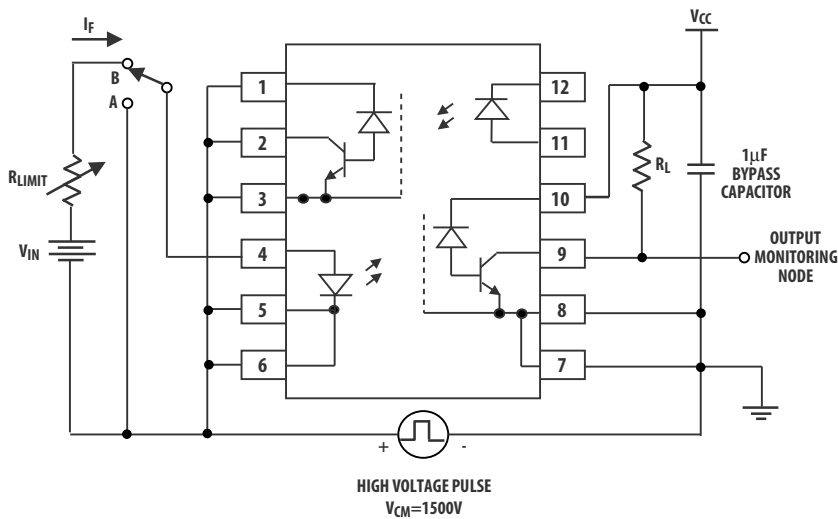 IF
B
A
RLIMIT
VIN
1
2
3
4
5
6
12
11
10
9
8
7
VCC
RL
1μF
BYPASS
CAPACITOR
OUTPUT
MONITORING
NODE
+
-
HIGH VOLTAGE PULSE
VCM=1500V